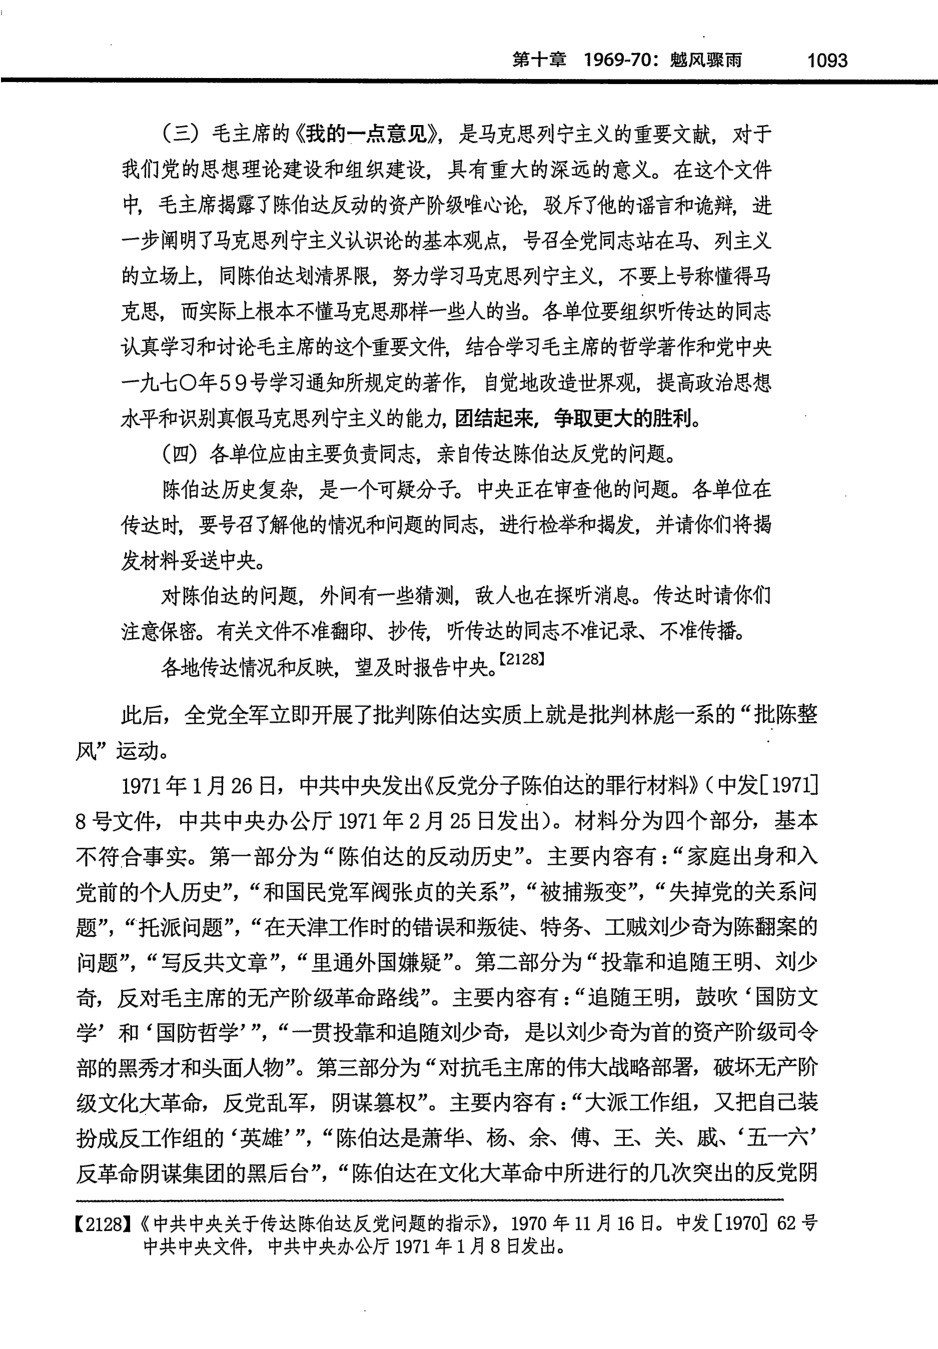 第十章　1969-70：魆风骤雨　1093
（三）毛主席的《我的一点意见》，是马克思列宁主义的重要文献，对于
我们党的思想理论建设和组织建设，具有重大的深远的意义。在这个文件
中，毛主席揭露了陈伯达反动的资产阶级唯心论，驳斥了他的谣言和诡辩，进
一步阐明了马克思列宁主义认识论的基本观点，号召全党同志站在马、列主义
的立场上，同陈伯达划清界限，努力学习马克思列宁主义，不要上号称懂得马
克思，而实际上根本不懂马克思那样一些人的当。各单位要组织听传达的同志
认真学习和讨论毛主席的这个重要文件，结合学习毛主席的哲学著作和党中央
一九七〇年59号学习通知所规定的著作，自觉地改造世界观，提高政治思想
水平和识别真假马克思列宁主义的能力，团结起来，争取更大的胜利。
（四）各单位应由主要负责同志，亲自传达陈伯达反党的问题。
陈伯达历史复杂，是一个可疑分子。中央正在审查他的问题。各单位在
传达时，要号召了解他的情况和问题的同志，进行检举和揭发，并请你们将揭
发材料妥送中央。
对陈伯达的问题，外间有一些猜测，敌人也在探听消息。传达时请你们
注意保密。有关文件不准翻印、抄传，听传达的同志不准记录、不准传播。
各地传达情况和反映，望及时报告中央。【2128】
此后，全党全军立即开展了批判陈伯达实质上就是批判林彪一系的“批陈整
风”运动。
1971年1月26日，中共中央发出《反党分子陈伯达的罪行材料》（中发[1971]
8号文件，中共中央办公厅1971年2月25日发出）。材料分为四个部分，基本
不符合事实。第一部分为“陈伯达的反动历史”。主要内容有：“家庭出身和入
党前的个人历史”，“和国民党军阀张贞的关系”，“被捕叛变”，“失掉党的关系问
题”，“托派问题”，“在天津工作时的错误和叛徒、特务、工贼刘少奇为陈翻案的
问题”，“写反共文章”，“里通外国嫌疑”。第二部分为“投靠和追随王明、刘少
奇，反对毛主席的无产阶级革命路线”。主要内容有：“追随王明，鼓吹‘国防文
学’和‘国防哲学’”，“一贯投靠和追随刘少奇，是以刘少奇为首的资产阶级司令
部的黑秀才和头面人物”。第三部分为“对抗毛主席的伟大战略部署，破坏无产阶
级文化大革命，反党乱军，阴谋篡权”。主要内容有：“大派工作组，又把自己装
扮成反工作组的‘英雄’”，“陈伯达是萧华、杨、余、傅、王、关、戚、‘五一六’
反革命阴谋集团的黑后台”，“陈伯达在文化大革命中所进行的几次突出的反党阴
【2128】《中共中央关于传达陈伯达反党问题的指示》，1970年11月16日。中发[1970]62号
中共中央文件，中共中央办公厅1971年1月8日发出。